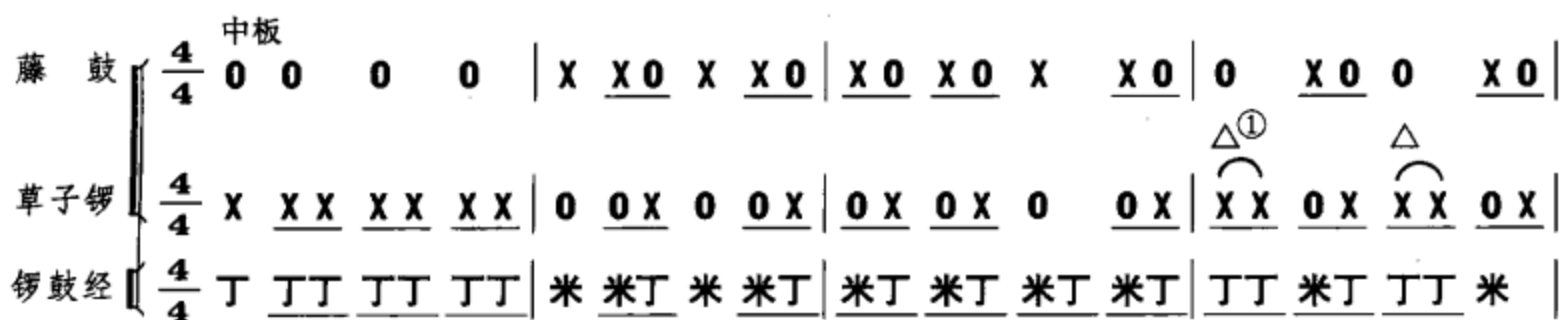 中板
藤 鼓 4/4 0 0 0 0 | X X0 X X0 | X0 X0 X X0 | 0 X0 0 X0 |
△① △
草子锣 4/4 X XX XX XX | 0 0X 0 0X | 0X 0X 0 0X | XX 0X XX 0X |
锣鼓经 4/4 丁 丁丁 丁丁 丁丁 | 米 米丁 米 米丁 | 米丁 米丁 米丁 米丁 | 丁丁 米丁 丁丁 米 |